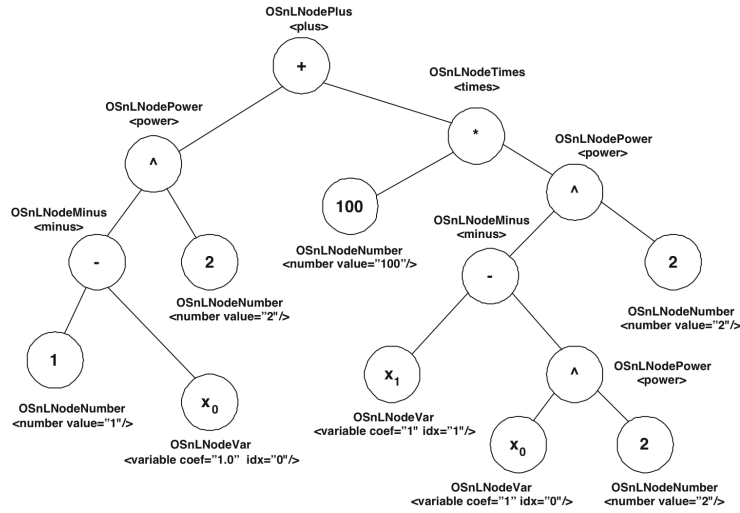 OSnLNodePlus
<plus>
+
OSnLNodeTimes
<times>
*
OSnLNodePower
<power>
^
OSnLNodePower
<power>
^
100
OSnLNodeNumber
<number value="100"/>
OSnLNodeMinus
<minus>
-
2
OSnLNodeNumber
<number value="2"/>
OSnLNodeMinus
<minus>
-
2
OSnLNodeNumber
<number value="2"/>
1
OSnLNodeNumber
<number value="1"/>
x0
OSnLNodeVar
<variable coef="1.0" idx="0"/>
x1
OSnLNodeVar
<variable coef="1" idx="1"/>
^
OSnLNodePower
<power>
x0
OSnLNodeVar
<variable coef="1" idx="0"/>
2
OSnLNodeNumber
<number value="2"/>